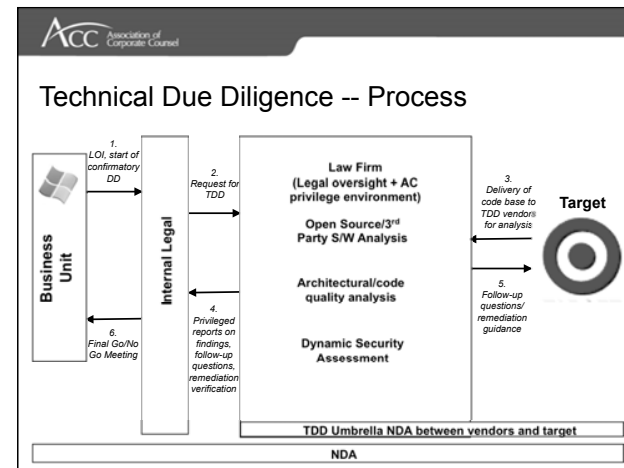 ACC Association of
Corporate Counsel
Technical Due Diligence -- Process
Business
Unit
1.
LOI, start of
confirmatory
DD
6.
Final Go/No
Go Meeting
Internal Legal
2.
Request for
TDD
4.
Privileged
reports on
findings,
follow-up
questions,
remediation
verification
Law Firm
(Legal oversight + AC
privilege environment)
Open Source/3rd
Party S/W Analysis
Architectural/code
quality analysis
Dynamic Security
Assessment
3.
Delivery of
code base to
TDD vendors
for analysis
5.
Follow-up
questions/
remediation
guidance
Target
TDD Umbrella NDA between vendors and target
NDA